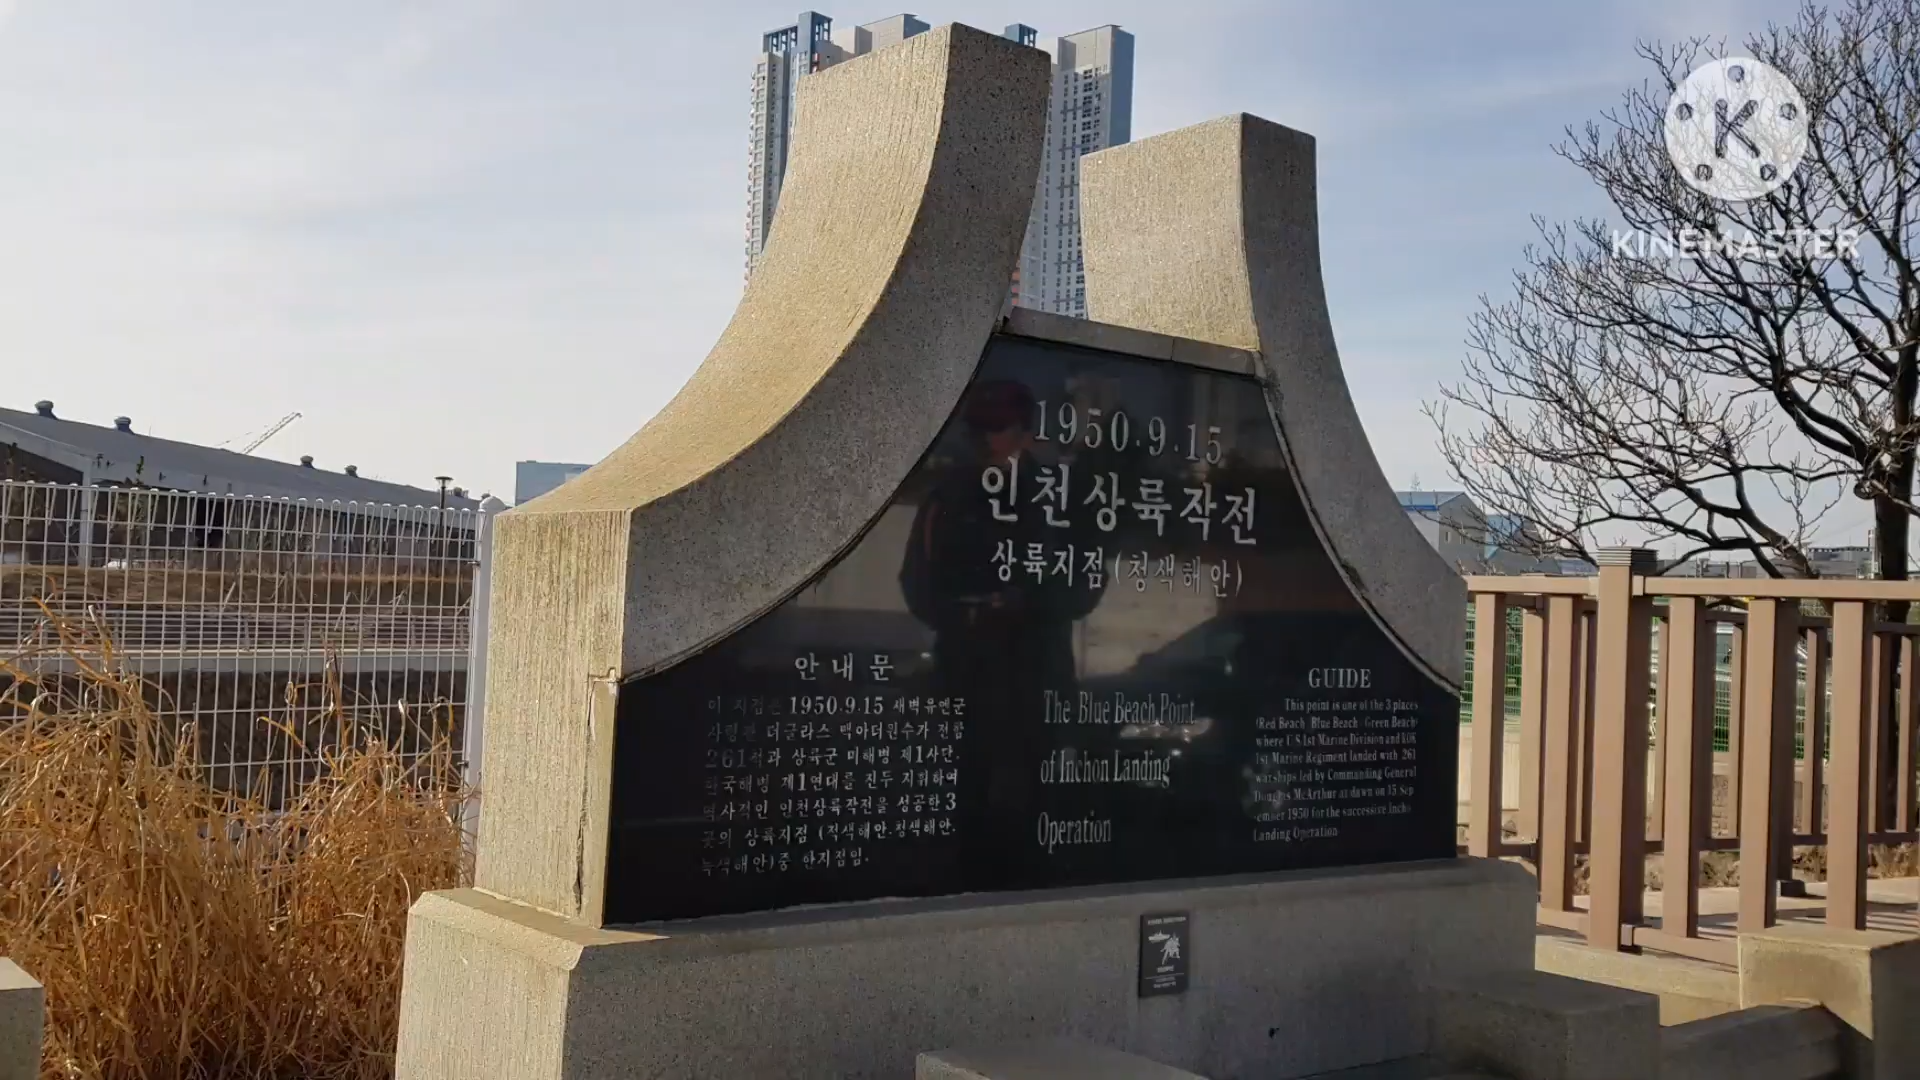 1950.9.15
인천상륙작전
상륙지점(청색해안)
안내문
이 지점은 1950.9.15 새벽유엔군
사령관 더글라스 맥아더원수가 전함
261척과 상륙군 미해병 제1사단.
한국해병 제1연대를 진두 지휘하여
역사적인 인천상륙작전을 성공한 3
곳의 상륙지점 (적색해안.청색해안.
녹색해안)중 한지점임.
The Blue Beach Point
of Inchon Landing
Operation
GUIDE
This point is one of the 3 places
(Red Beach Blue Beach Green Beach)
where U S 1st Marine Division and ROK
1st Marine Regiment landed with 261
warships led by Commanding General
Douglas McArthur at dawn on 15 Sep
-ember 1950 for the successive Incho
Landing Operation
K
KINEMASTER